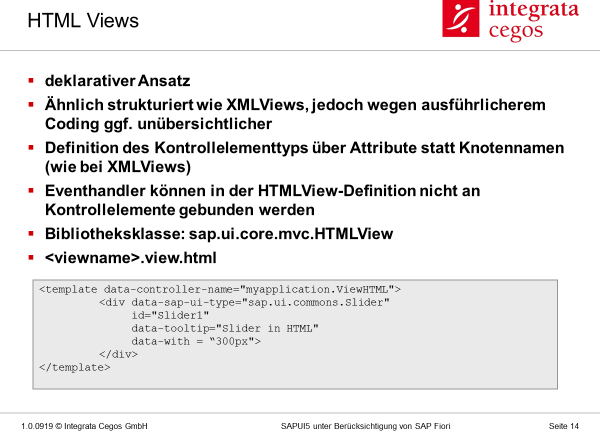 HTML Views
integrata
cegos
deklarativer Ansatz
Ähnlich strukturiert wie XMLViews, jedoch wegen ausführlicherem
Coding ggf. unübersichtlicher
Definition des Kontrollelementtyps über Attribute statt Knotennamen
(wie bei XMLViews)
Eventhandler können in der HTMLView-Definition nicht an
Kontrollelemente gebunden werden
Bibliotheksklasse: sap.ui.core.mvc.HTMLView
<viewname>.view.html
<template data-controller-name="myapplication.ViewHTML">
<div data-sap-ui-type="sap.ui.commons.Slider"
id="Slider1"
data-tooltip="Slider in HTML"
data-with = “300px">
</div>
</template>
1.0.0919 © Integrata Cegos GmbH
SAPUI5 unter Berücksichtigung von SAP Fiori
Seite 14